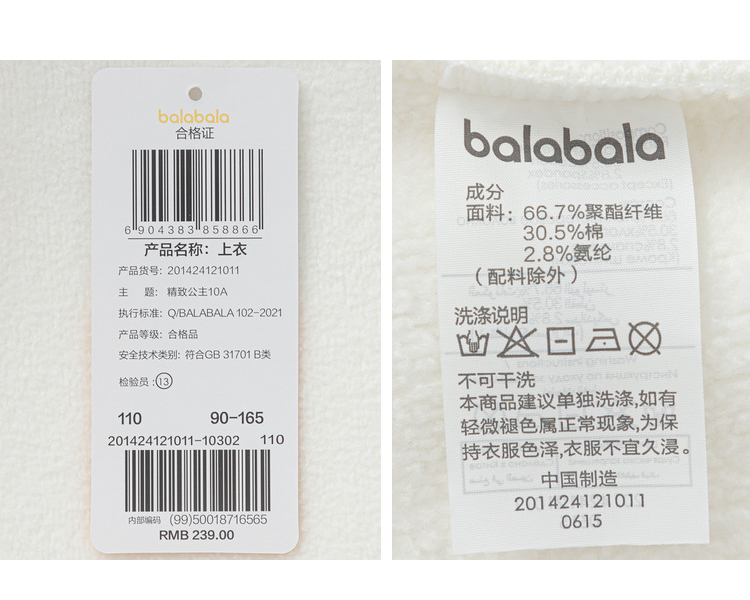 balabala
合格证
6 904383 858866
产品名称：上衣
产品货号：201424121011
主 题：精致公主10A
执行标准：Q/BALABALA 102-2021
产品等级：合格品
安全技术类别：符合GB 31701 B类
检验员：13
110 90-165
201424121011-10302 110
内部编码 (99)50018716565
RMB 239.00
balabala
成分
面料：66.7%聚酯纤维
30.5%棉
2.8%氨纶
（配料除外）
洗涤说明
不可干洗
本商品建议单独洗涤,如有
轻微褪色属正常现象,为保
持衣服色泽,衣服不宜久浸。
中国制造
201424121011
0615